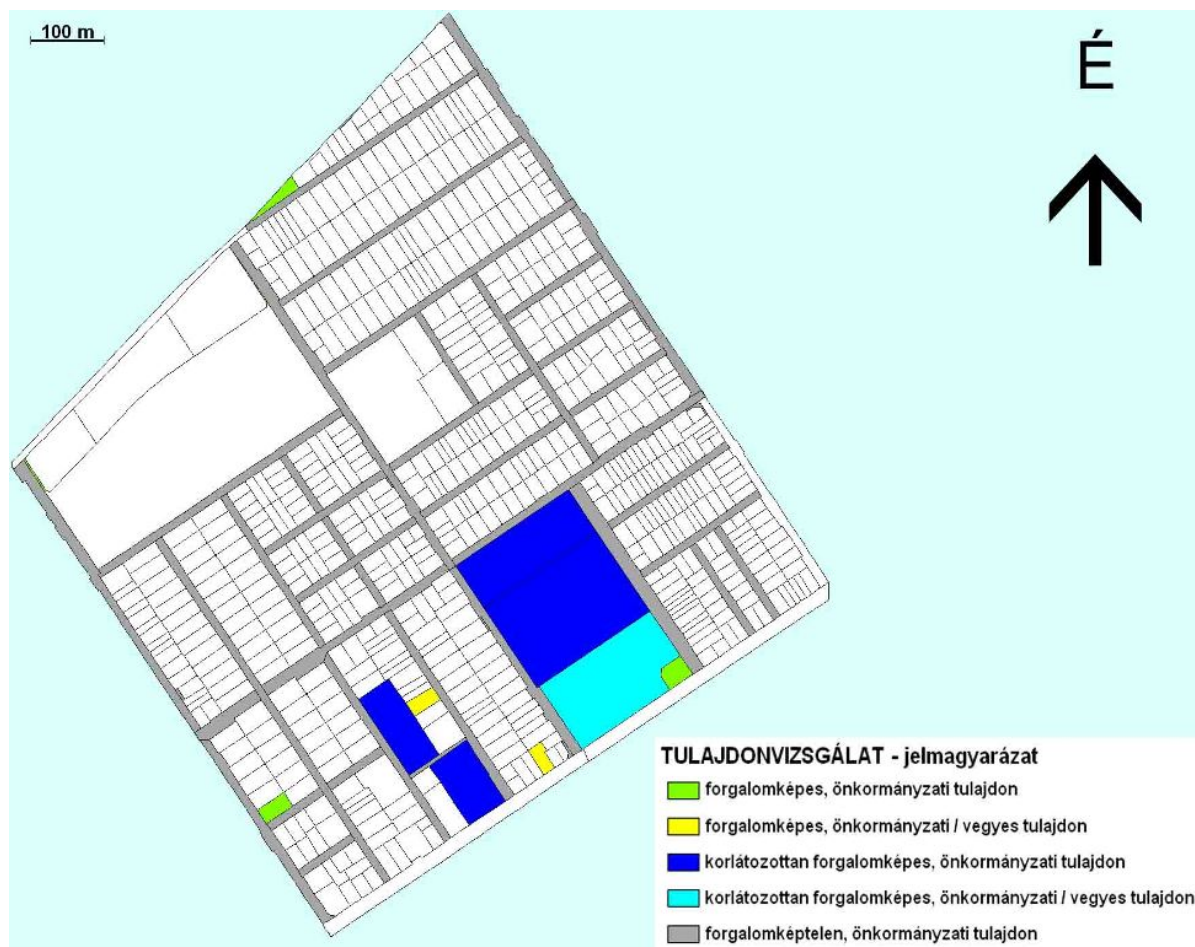 100 m
É
TULAJDONVIZSGÁLAT - jelmagyarázat
forgalomképes, önkormányzati tulajdon
forgalomképes, önkormányzati / vegyes tulajdon
korlátozottan forgalomképes, önkormányzati tulajdon
korlátozottan forgalomképes, önkormányzati / vegyes tulajdon
forgalomképtelen, önkormányzati tulajdon